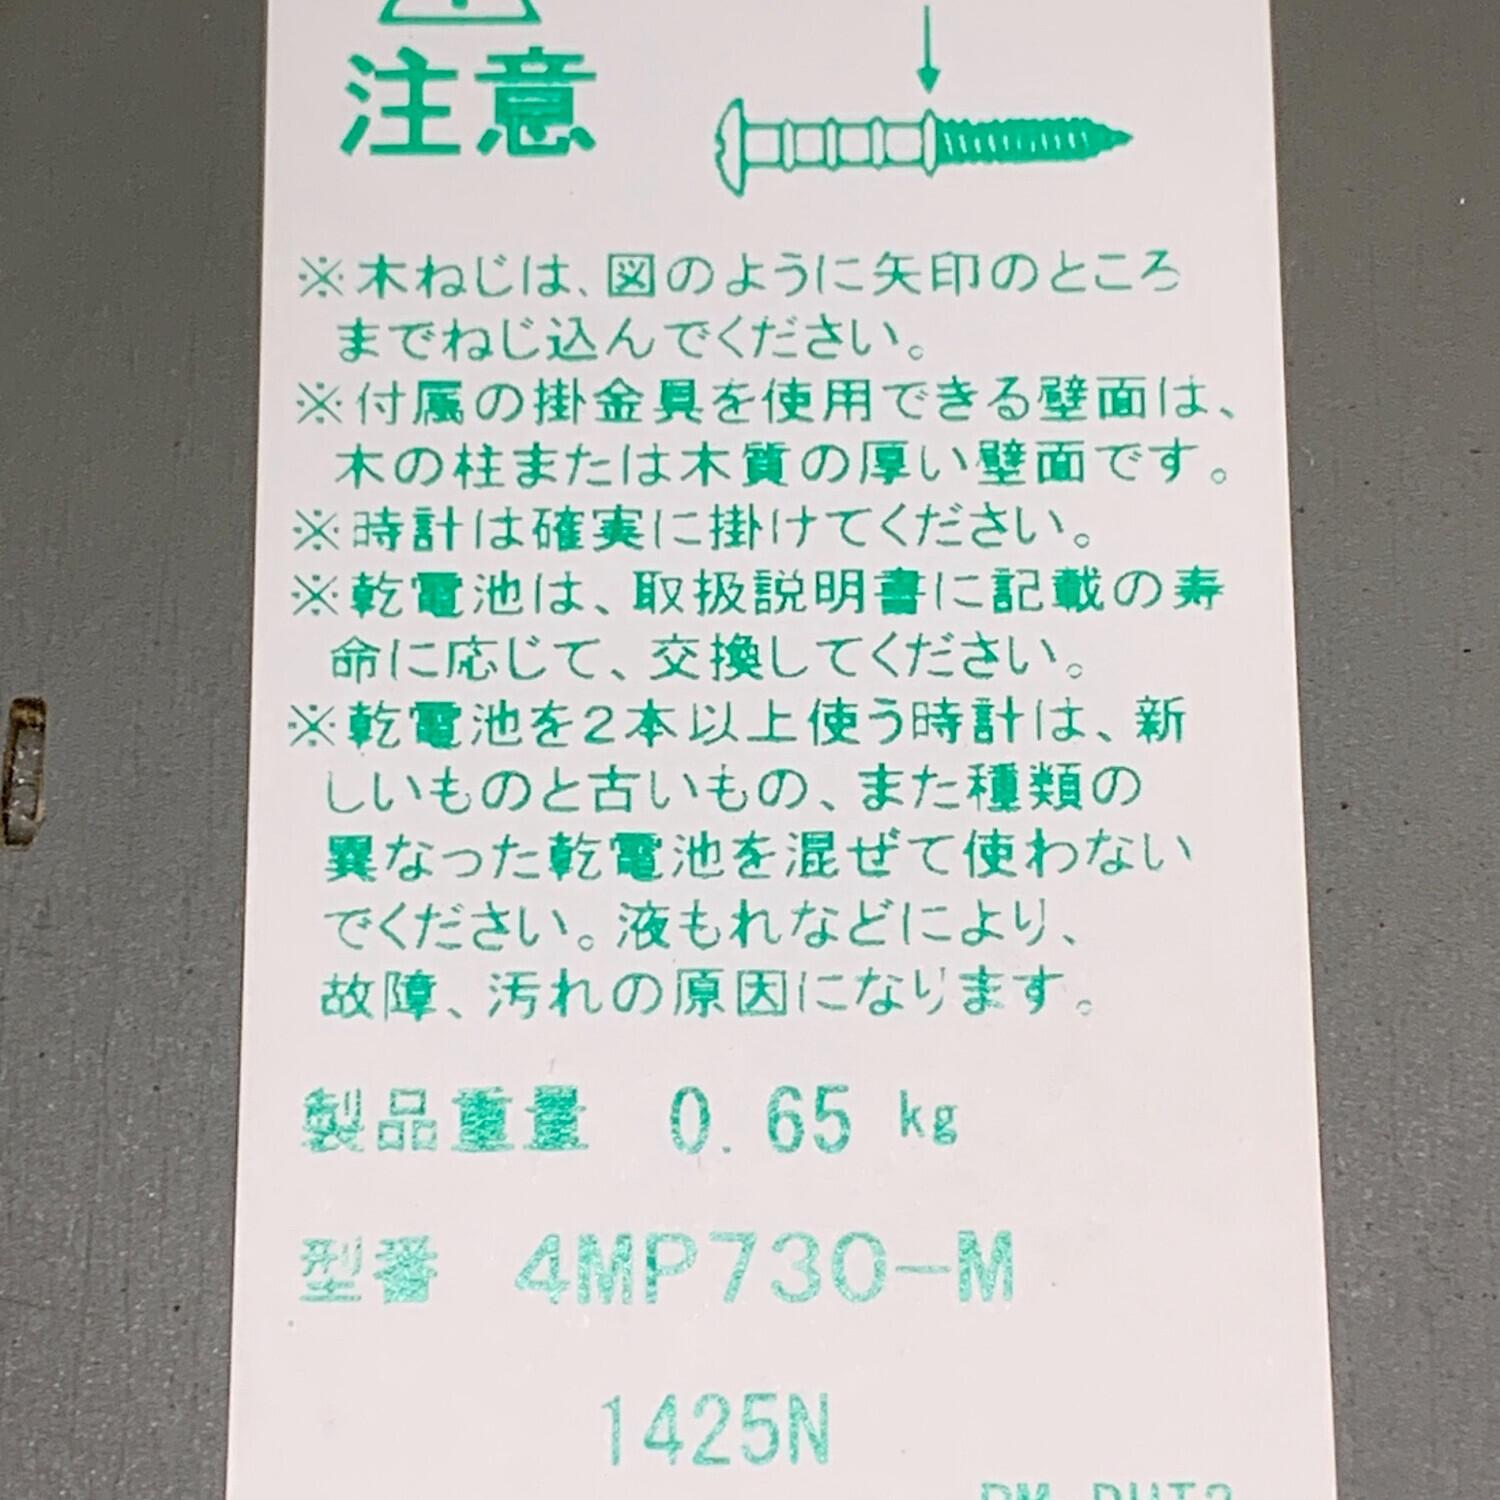 注意
※木ねじは、図のように矢印のところ
までねじ込んでください。
※付属の掛金具を使用できる壁面は、
木の柱または木質の厚い壁面です。
※時計は確実に掛けてください。
※乾電池は、取扱説明書に記載の寿
命に応じて、交換してください。
※乾電池を2本以上使う時計は、新
しいものと古いもの、また種類の
異なった乾電池を混ぜて使わない
でください。液もれなどにより、
故障、汚れの原因になります。
製品重量 0.65 kg
型番 4MP730-M
1425N